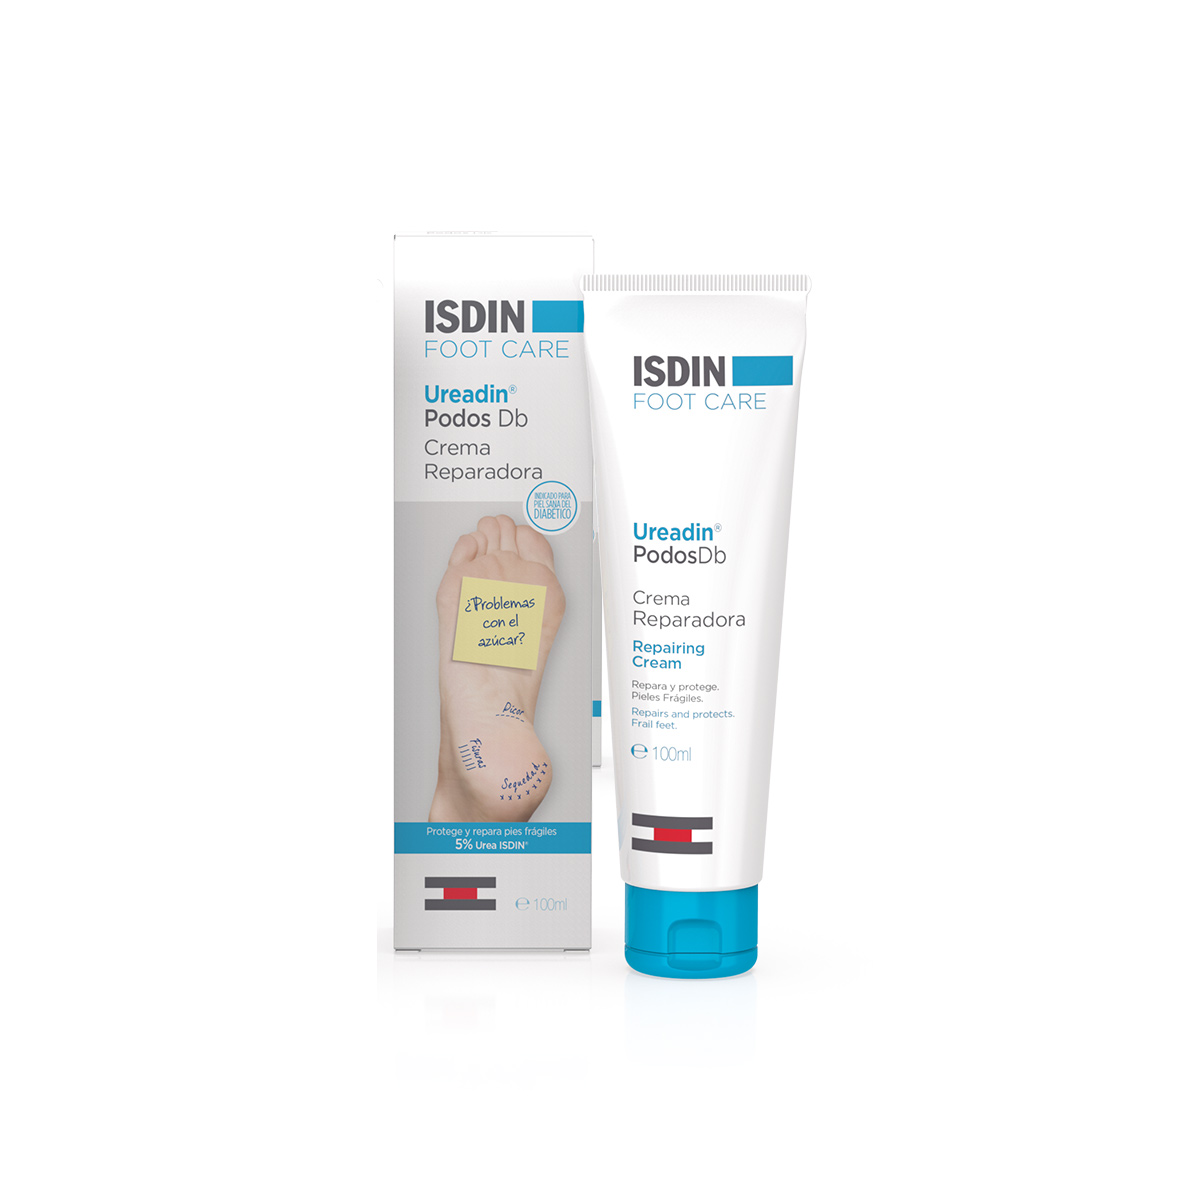 ISDIN
FOOT CARE
Ureadin®
Podos Db
Crema
Reparadora
INDICADO PARA
PIEL SANA DEL
DIABÉTICO
¿Problemas
con el
azúcar?
Picor
Fisuras
Sequedad
Protege y repara pies frágiles
5% Urea ISDIN®
℮ 100ml
ISDIN
FOOT CARE
Ureadin®
PodosDb
Crema
Reparadora
Repairing
Cream
Repara y protege.
Pieles Frágiles.
Repairs and protects.
Frail feet.
℮ 100ml